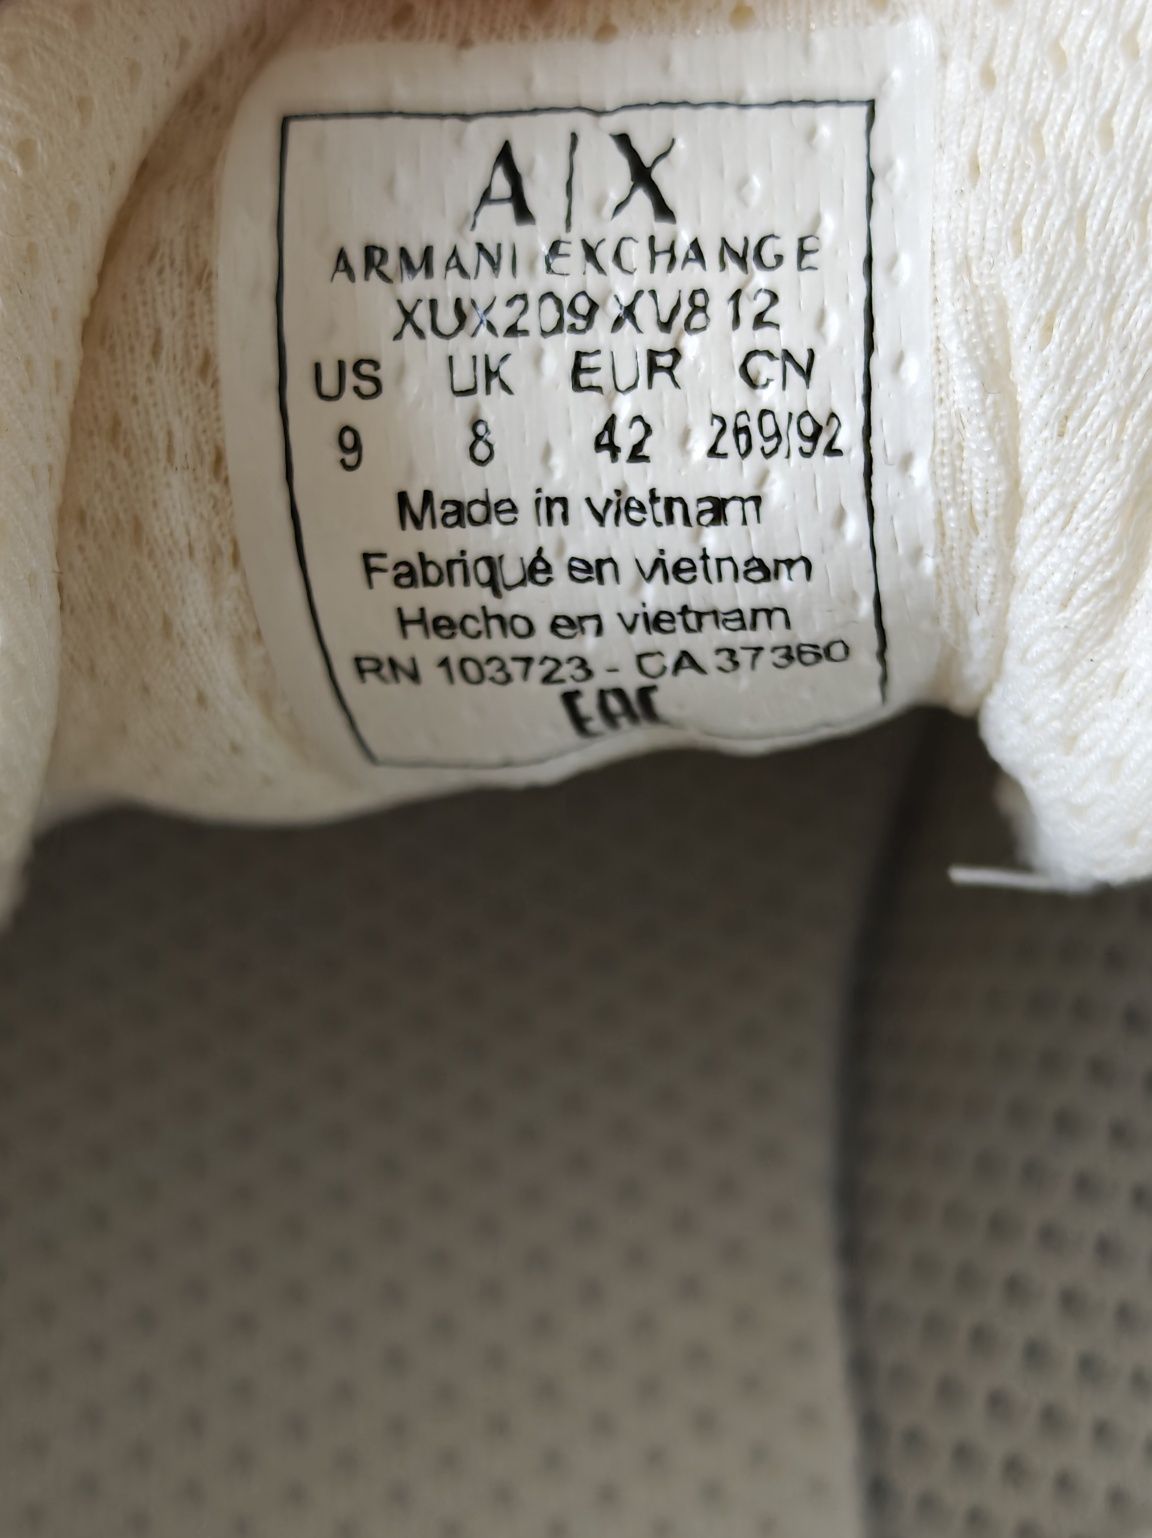 A|X
ARMANI EXCHANGE
XUX209 XV812
US UK EUR CN
9 8 42 269/92
Made in vietnam
Fabriqué en vietnam
Hecho en vietnam
RN 103723 - CA 37360
EAC